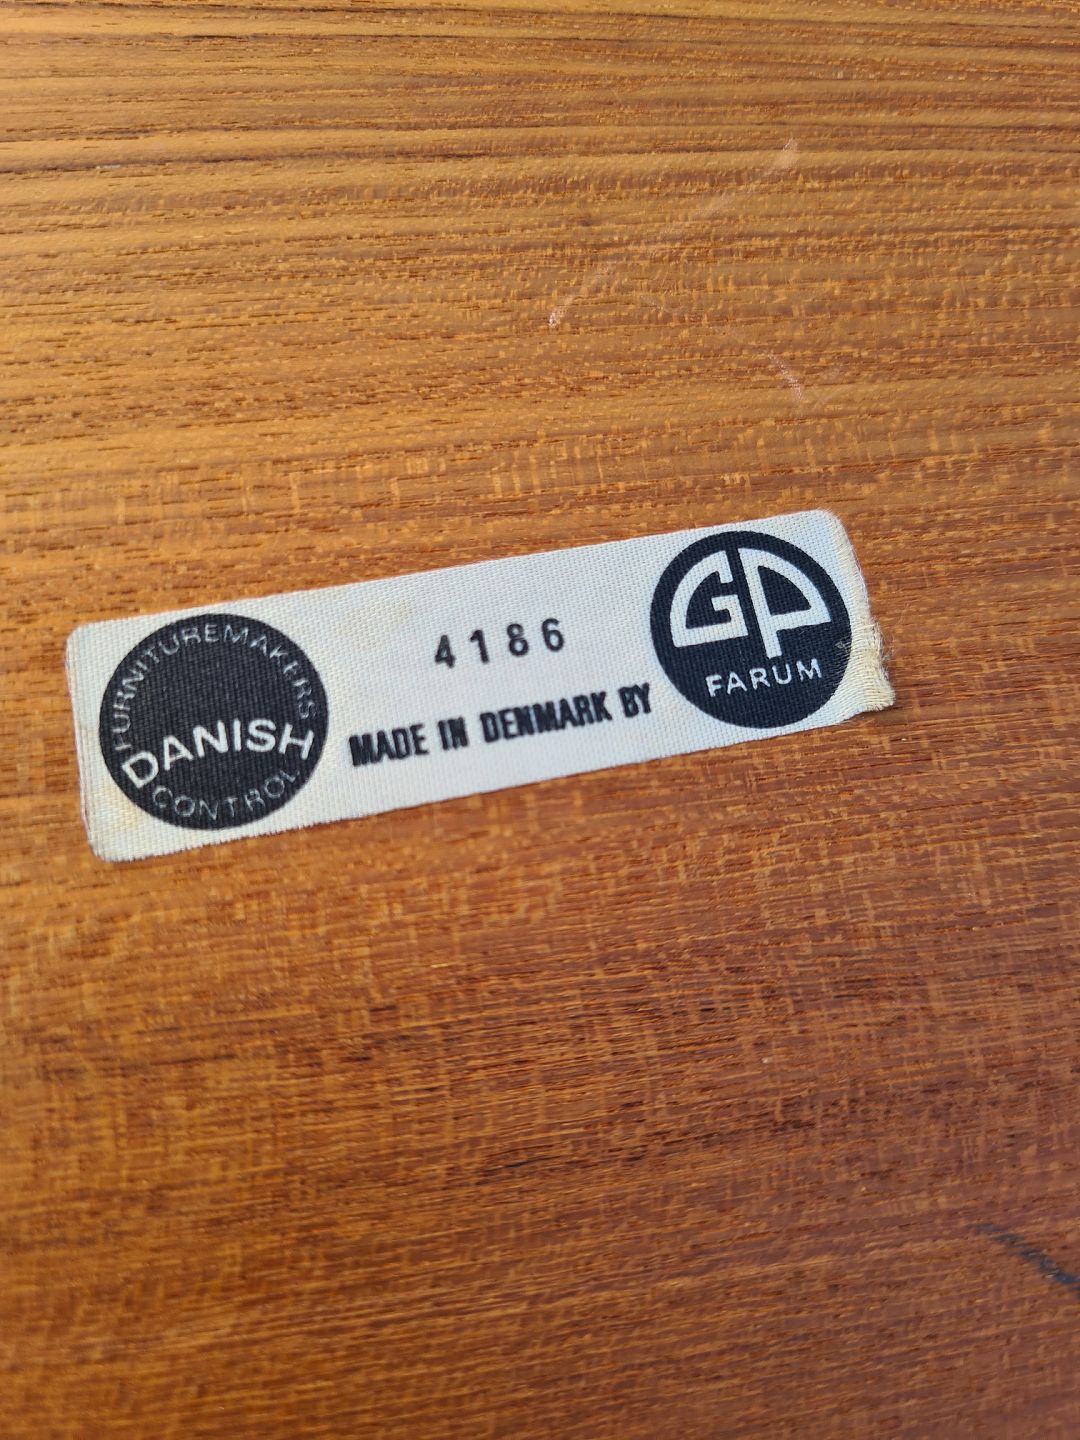 FURNITUREMAKERS
DANISH
CONTROL
4186
MADE IN DENMARK BY
GP
FARUM